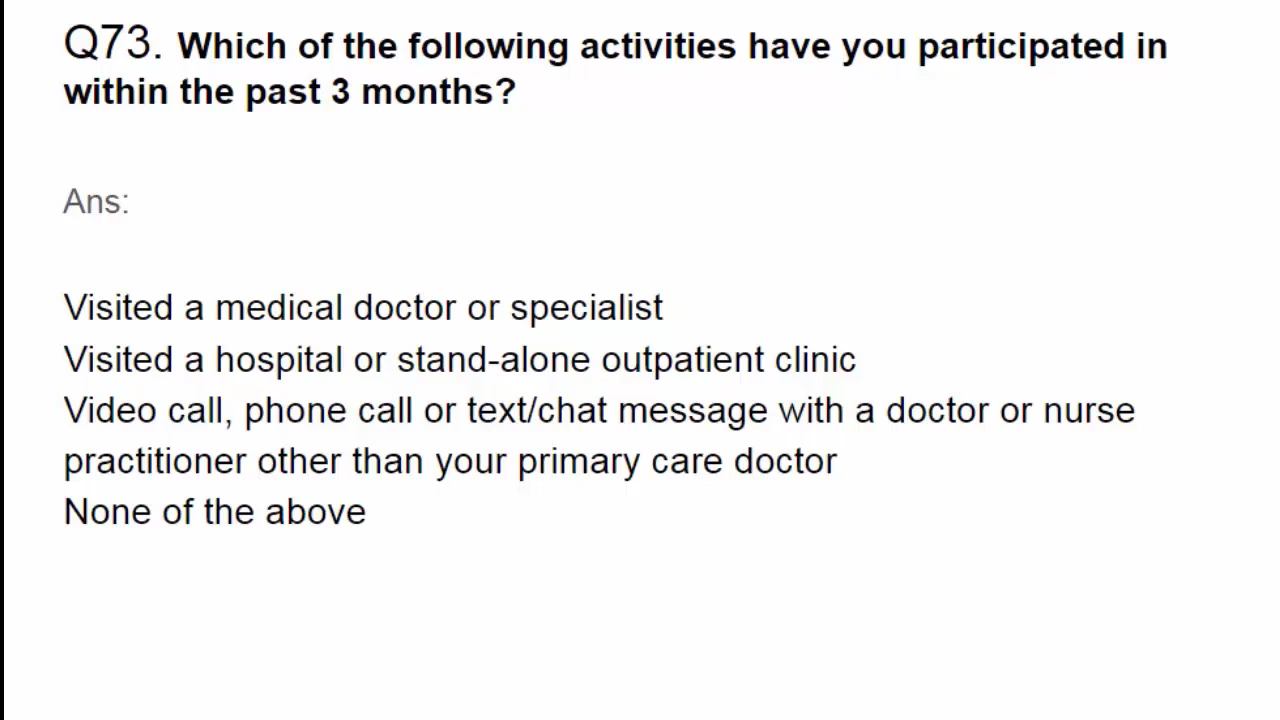 Q73. Which of the following activities have you participated in
within the past 3 months?
Ans:
Visited a medical doctor or specialist
Visited a hospital or stand-alone outpatient clinic
Video call, phone call or text/chat message with a doctor or nurse
practitioner other than your primary care doctor
None of the above